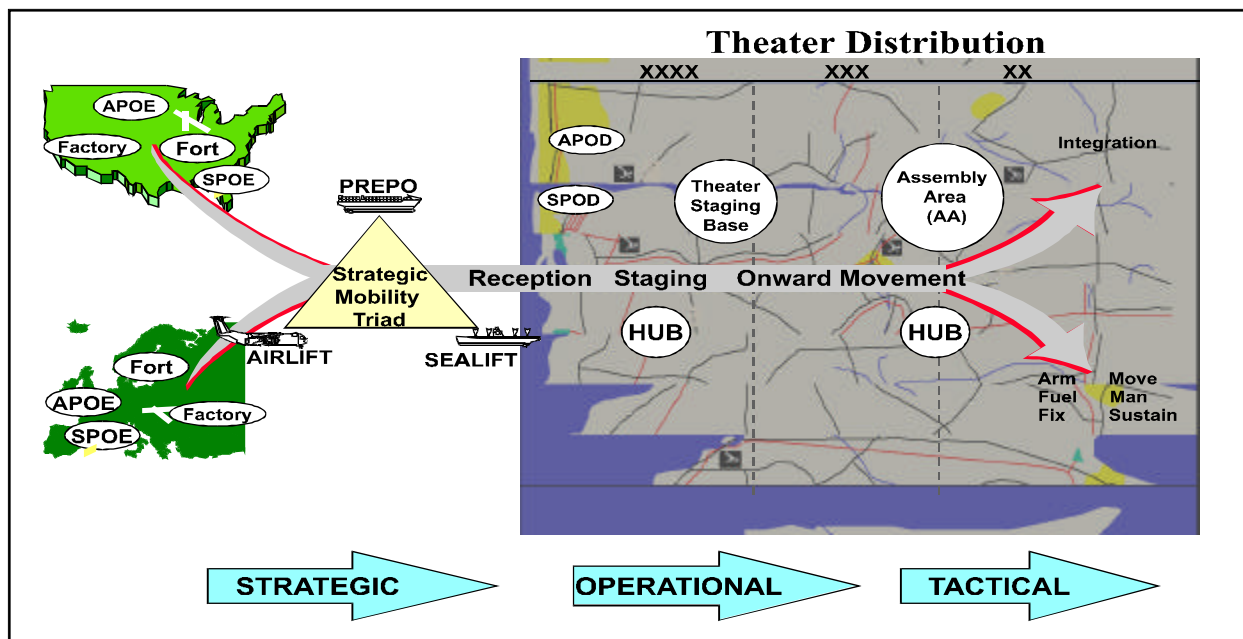 Theater Distribution
XXXX
XXX
XX
APOE
Factory
Fort
SPOE
PREPO
Strategic
Mobility
Triad
AIRLIFT
SEALIFT
Fort
APOE
Factory
SPOE
APOD
SPOD
Theater
Staging
Base
Assembly
Area
(AA)
Integration
Reception Staging Onward Movement
HUB
HUB
Arm
Fuel
Fix
Move
Man
Sustain
STRATEGIC
OPERATIONAL
TACTICAL